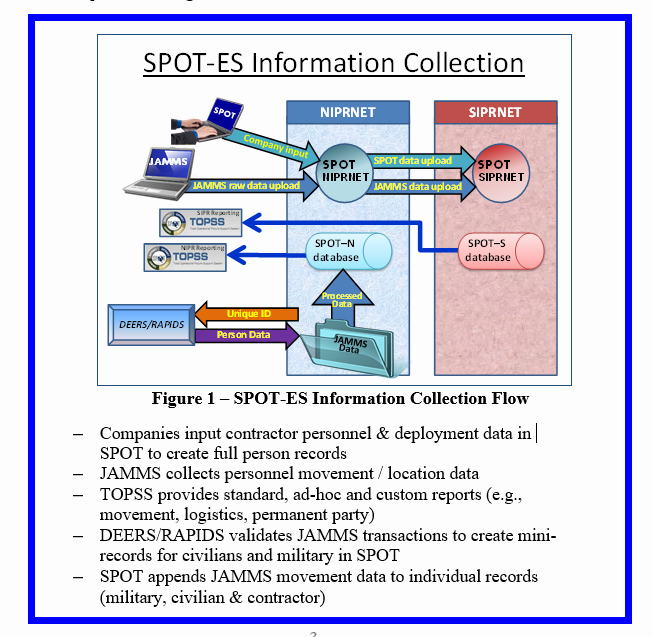 SPOT-ES Information Collection
NIPRNET
SIPRNET
SPOT
Company input
JAMMS
JAMMS raw data upload
SPOT
NIPRNET
SPOT data upload
JAMMS data upload
SPOT
SIPRNET
SIPR Reporting
TOPSS
NIPR Reporting
TOPSS
SPOT–N
database
SPOT–S
database
Processed
Data
Unique ID
DEERS/RAPIDS
Person Data
JAMMS
Data
Figure 1 – SPOT-ES Information Collection Flow
– Companies input contractor personnel & deployment data in
SPOT to create full person records
– JAMMS collects personnel movement / location data
– TOPSS provides standard, ad-hoc and custom reports (e.g.,
movement, logistics, permanent party)
– DEERS/RAPIDS validates JAMMS transactions to create mini-
records for civilians and military in SPOT
– SPOT appends JAMMS movement data to individual records
(military, civilian & contractor)